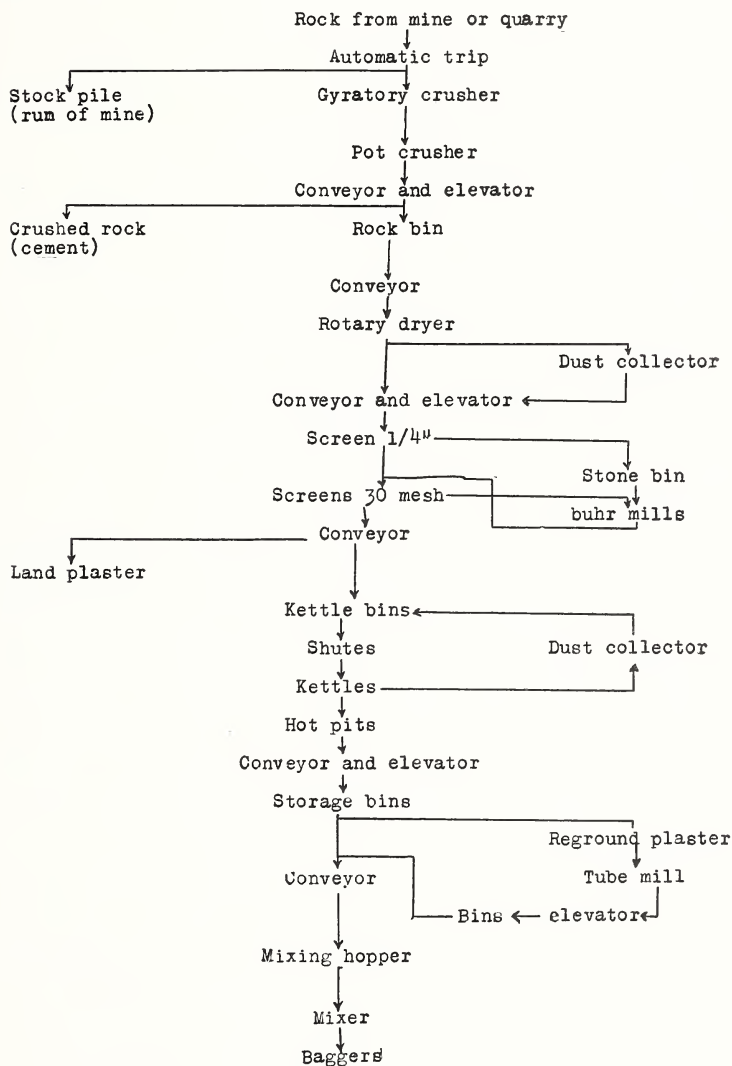 Rock from mine or quarry
Automatic trip
Stock pile
(run of mine)
Gyratory crusher
Pot crusher
Conveyor and elevator
Crushed rock
(cement)
Rock bin
Conveyor
Rotary dryer
Dust collector
Conveyor and elevator
Screen 1/4"
Stone bin
Screens 30 mesh
buhr mills
Conveyor
Land plaster
Kettle bins
Shutes
Dust collector
Kettles
Hot pits
Conveyor and elevator
Storage bins
Reground plaster
Conveyor
Tube mill
Bins
elevator
Mixing hopper
Mixer
Baggers